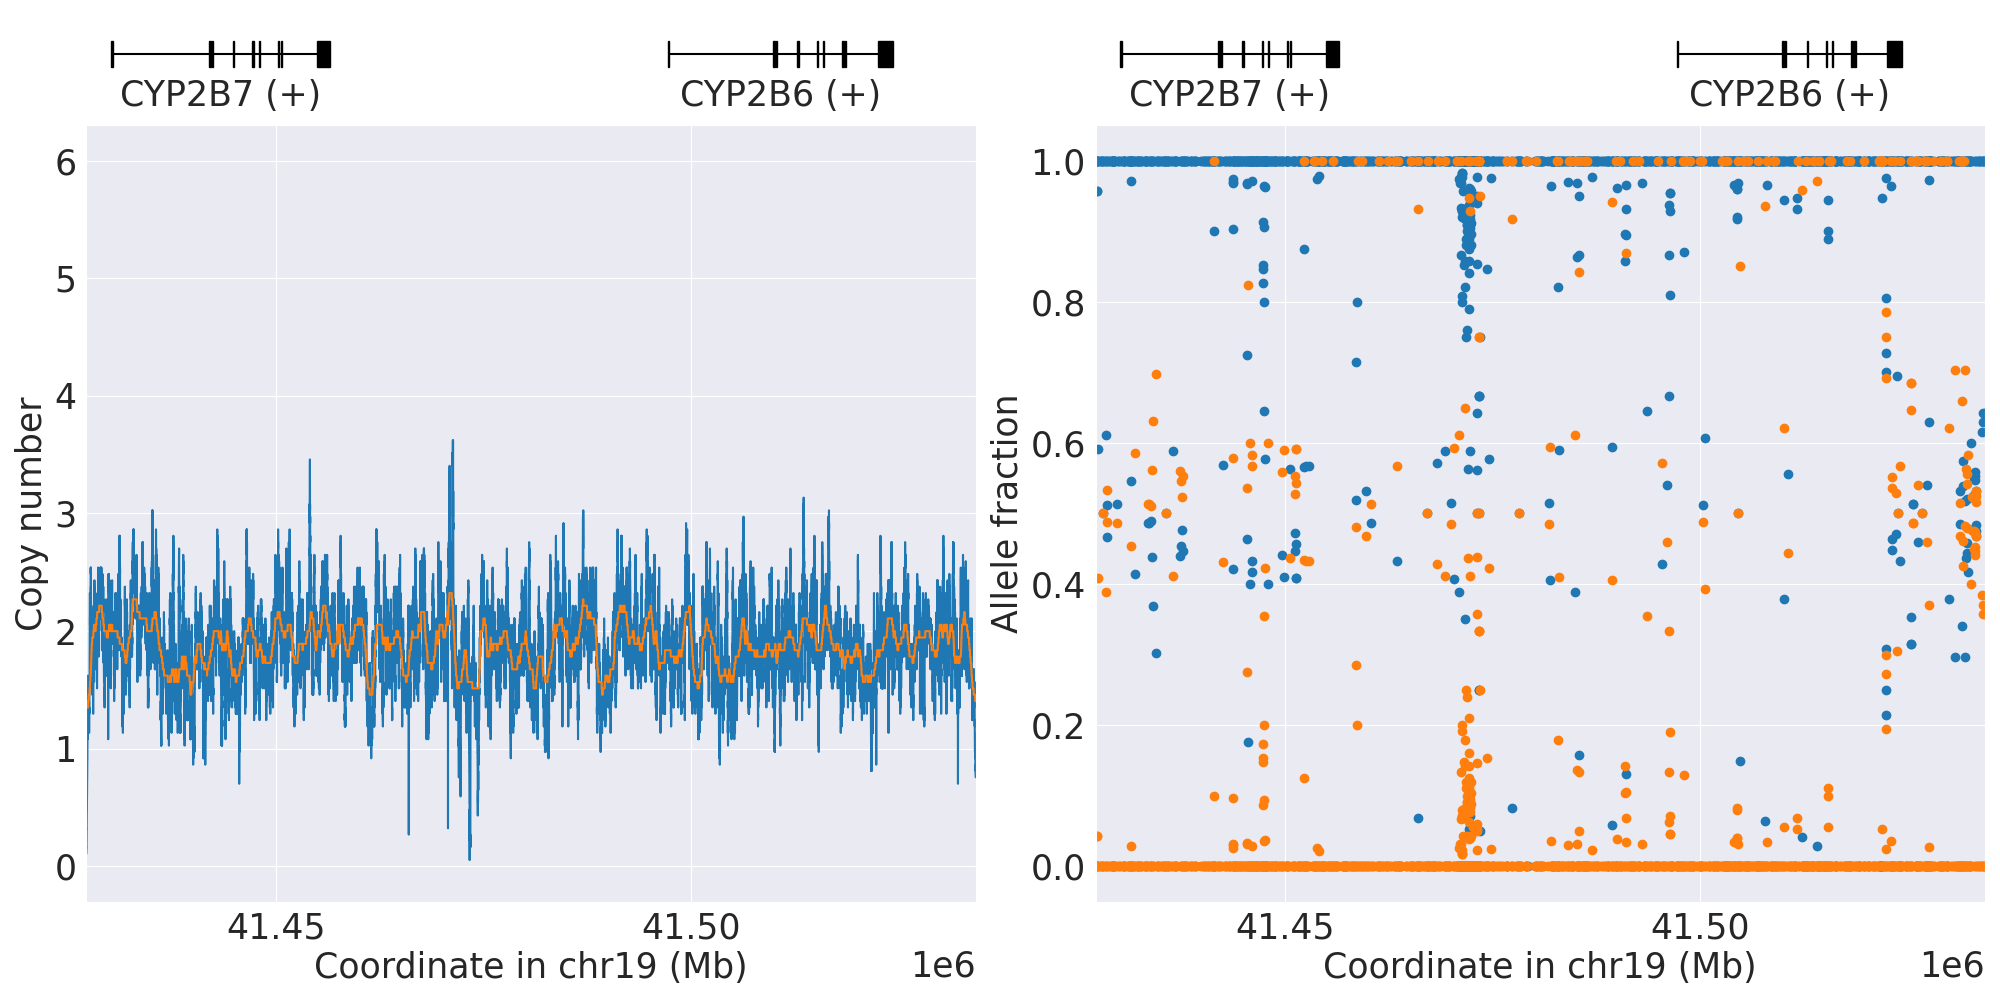 CYP2B7 (+)
CYP2B6 (+)
6
5
4
3
2
1
0
Copy number
41.45
41.50
Coordinate in chr19 (Mb)
1e6
CYP2B7 (+)
CYP2B6 (+)
1.0
0.8
0.6
0.4
0.2
0.0
Allele fraction
41.45
41.50
Coordinate in chr19 (Mb)
1e6